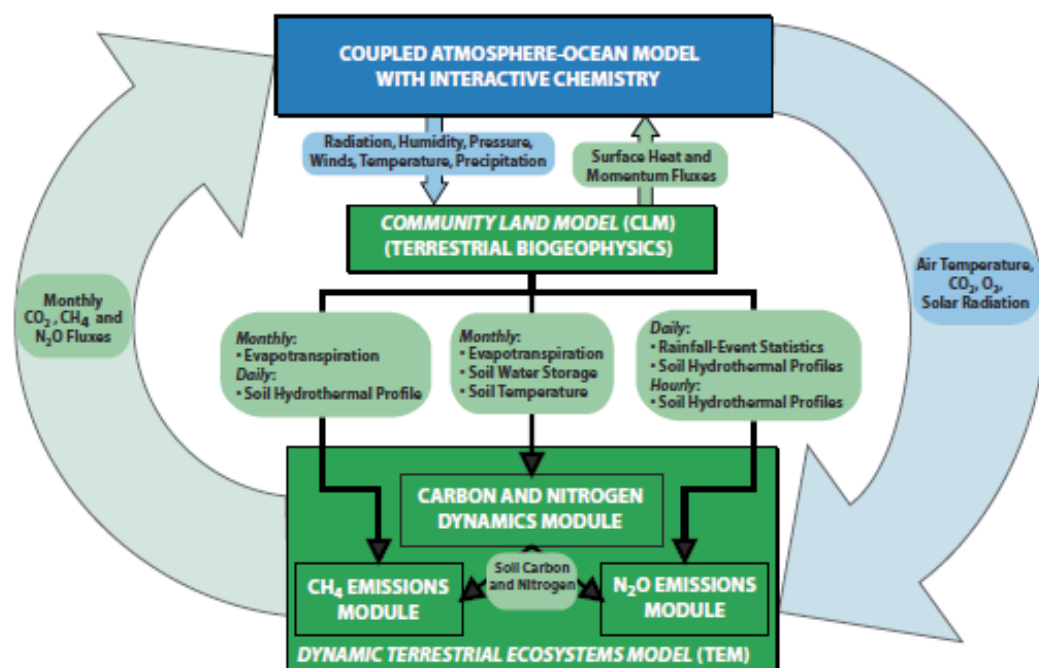 COUPLED ATMOSPHERE-OCEAN MODEL
WITH INTERACTIVE CHEMISTRY
Radiation, Humidity, Pressure,
Winds, Temperature, Precipitation
Surface Heat and
Momentum Fluxes
COMMUNITY LAND MODEL (CLM)
(TERRESTRIAL BIOGEOPHYSICS)
Monthly
CO₂, CH₄ and
N₂O Fluxes
Air Temperature,
CO₂, O₃,
Solar Radiation
Monthly:
• Evapotranspiration
Daily:
• Soil Hydrothermal Profile
Monthly:
• Evapotranspiration
• Soil Water Storage
• Soil Temperature
Daily:
• Rainfall-Event Statistics
• Soil Hydrothermal Profiles
Hourly:
• Soil Hydrothermal Profiles
CARBON AND NITROGEN
DYNAMICS MODULE
Soil Carbon
and Nitrogen
CH₄ EMISSIONS
MODULE
N₂O EMISSIONS
MODULE
DYNAMIC TERRESTRIAL ECOSYSTEMS MODEL (TEM)